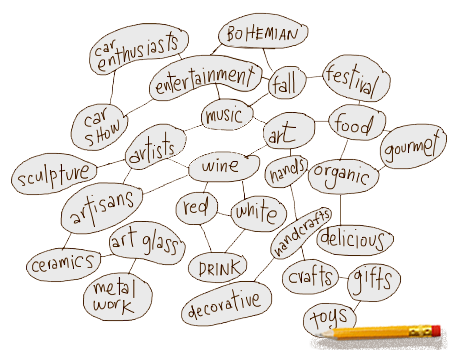 BOHEMIAN
car
enthusiasts
entertainment
fall
festival
music
car
show
art
food
gourmet
artists
sculpture
wine
hands
organic
artisans
red
white
handcrafts
delicious
art glass
ceramics
DRINK
crafts
gifts
metal
work
decorative
toys